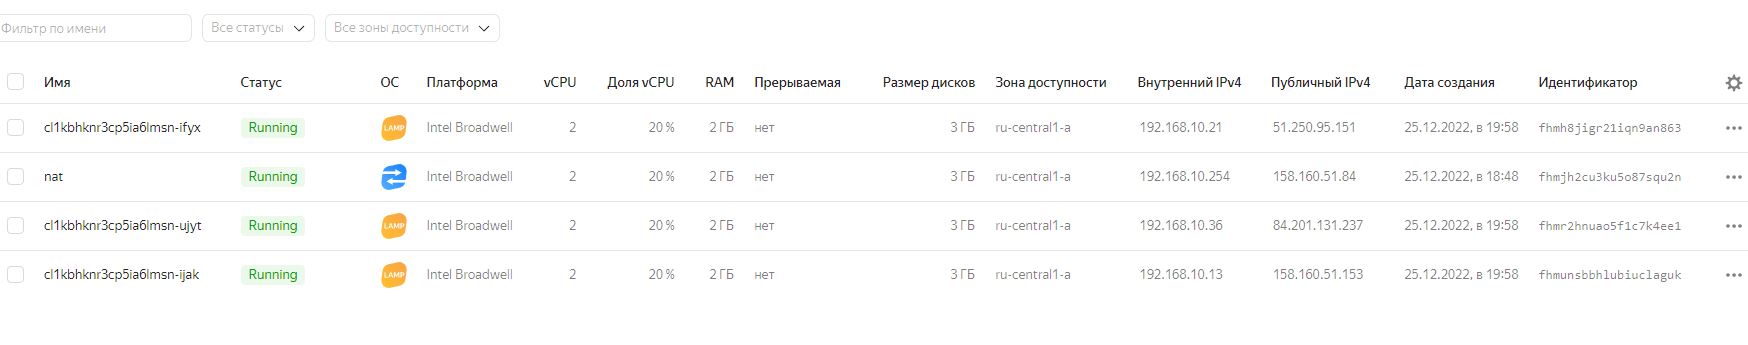 Фильтр по имени Все статусы Все зоны доступности
Имя Статус ОС Платформа vCPU Доля vCPU RAM Прерываемая Размер дисков Зона доступности Внутренний IPv4 Публичный IPv4 Дата создания Идентификатор
cl1kbhknr3cp5ia6lmsn-ifyx Running LAMP Intel Broadwell 2 20 % 2 ГБ нет 3 ГБ ru-central1-a 192.168.10.21 51.250.95.151 25.12.2022, в 19:58 fhmh8jigr21iqn9an863
nat Running Intel Broadwell 2 20 % 2 ГБ нет 3 ГБ ru-central1-a 192.168.10.254 158.160.51.84 25.12.2022, в 18:48 fhmjh2cu3ku5o87squ2n
cl1kbhknr3cp5ia6lmsn-ujyt Running LAMP Intel Broadwell 2 20 % 2 ГБ нет 3 ГБ ru-central1-a 192.168.10.36 84.201.131.237 25.12.2022, в 19:58 fhmr2hnuao5f1c7k4ee1
cl1kbhknr3cp5ia6lmsn-ijak Running LAMP Intel Broadwell 2 20 % 2 ГБ нет 3 ГБ ru-central1-a 192.168.10.13 158.160.51.153 25.12.2022, в 19:58 fhmunsbbhlubiuclaguk